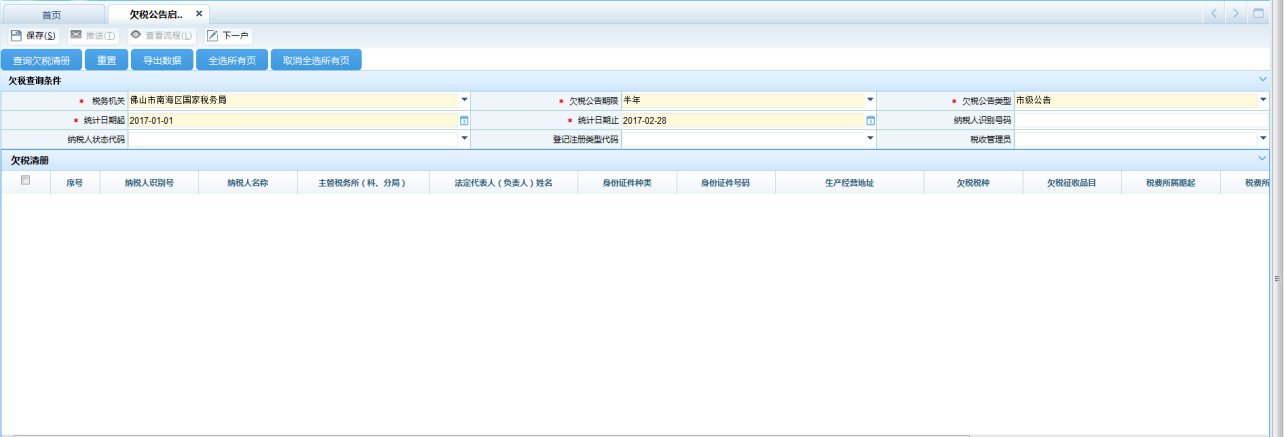 首页 欠税公告启..
保存(S) 推送(T) 查看流程(L) 下一户
查询欠税清册 重置 导出数据 全选所有页 取消全选所有页
欠税查询条件
* 税务机关 佛山市南海区国家税务局 * 欠税公告期限 半年 * 欠税公告类型 市级公告
* 统计日期起 2017-01-01 * 统计日期止 2017-02-28 纳税人识别号码
纳税人状态代码 登记注册类型代码 税收管理员
欠税清册
序号 纳税人识别号 纳税人名称 主管税务所（科、分局） 法定代表人（负责人）姓名 身份证件种类 身份证件号码 生产经营地址 欠税税种 欠税征收品目 税费所属期起 税费所